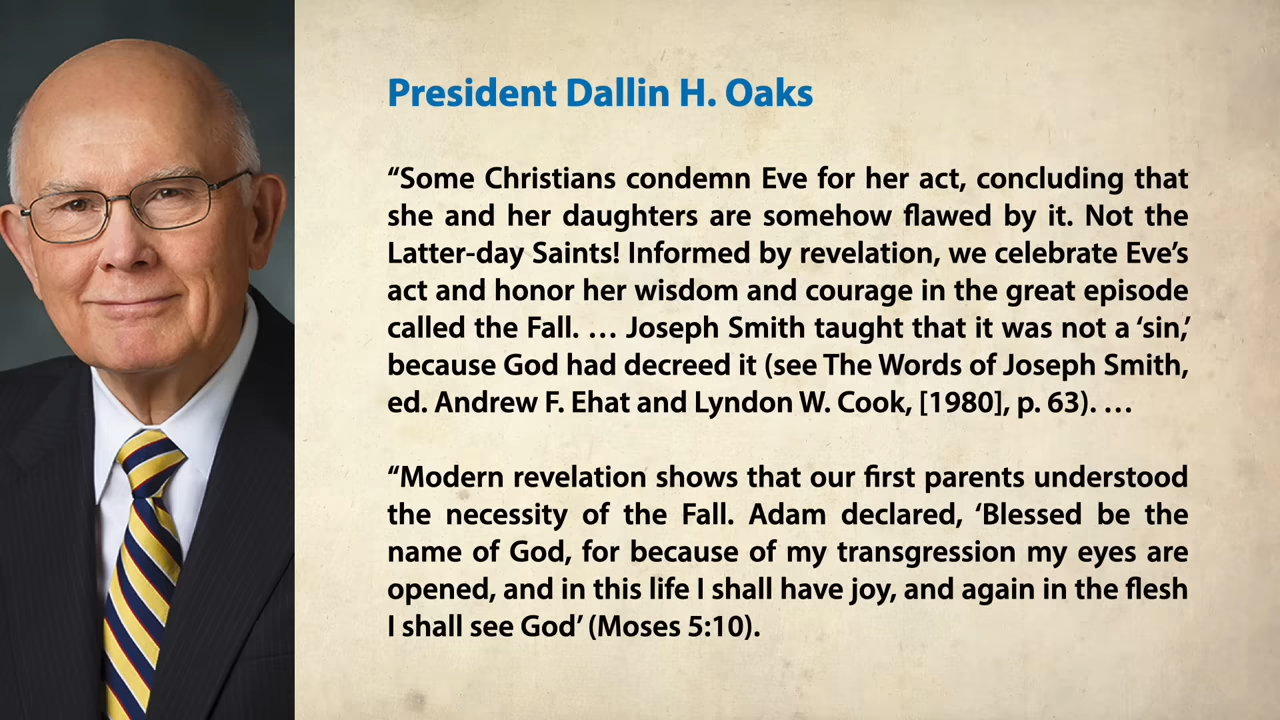 President Dallin H. Oaks
“Some Christians condemn Eve for her act, concluding that
she and her daughters are somehow flawed by it. Not the
Latter-day Saints! Informed by revelation, we celebrate Eve’s
act and honor her wisdom and courage in the great episode
called the Fall. … Joseph Smith taught that it was not a ‘sin,’
because God had decreed it (see The Words of Joseph Smith,
ed. Andrew F. Ehat and Lyndon W. Cook, [1980], p. 63). …
“Modern revelation shows that our first parents understood
the necessity of the Fall. Adam declared, ‘Blessed be the
name of God, for because of my transgression my eyes are
opened, and in this life I shall have joy, and again in the flesh
I shall see God’ (Moses 5:10).